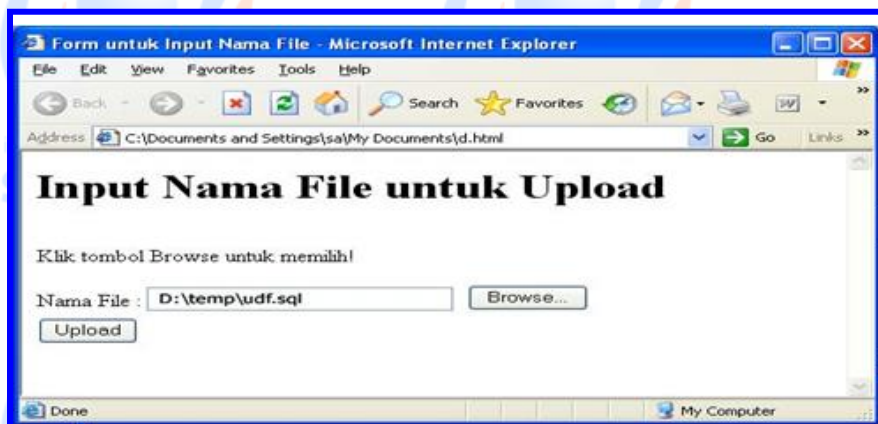 Form untuk Input Nama File - Microsoft Internet Explorer
File Edit View Favorites Tools Help
Back Search Favorites
Address C:\Documents and Settings\sa\My Documents\d.html Go Links »
Input Nama File untuk Upload
Klik tombol Browse untuk memilih!
Nama File : D:\temp\udf.sql Browse...
Upload
Done My Computer